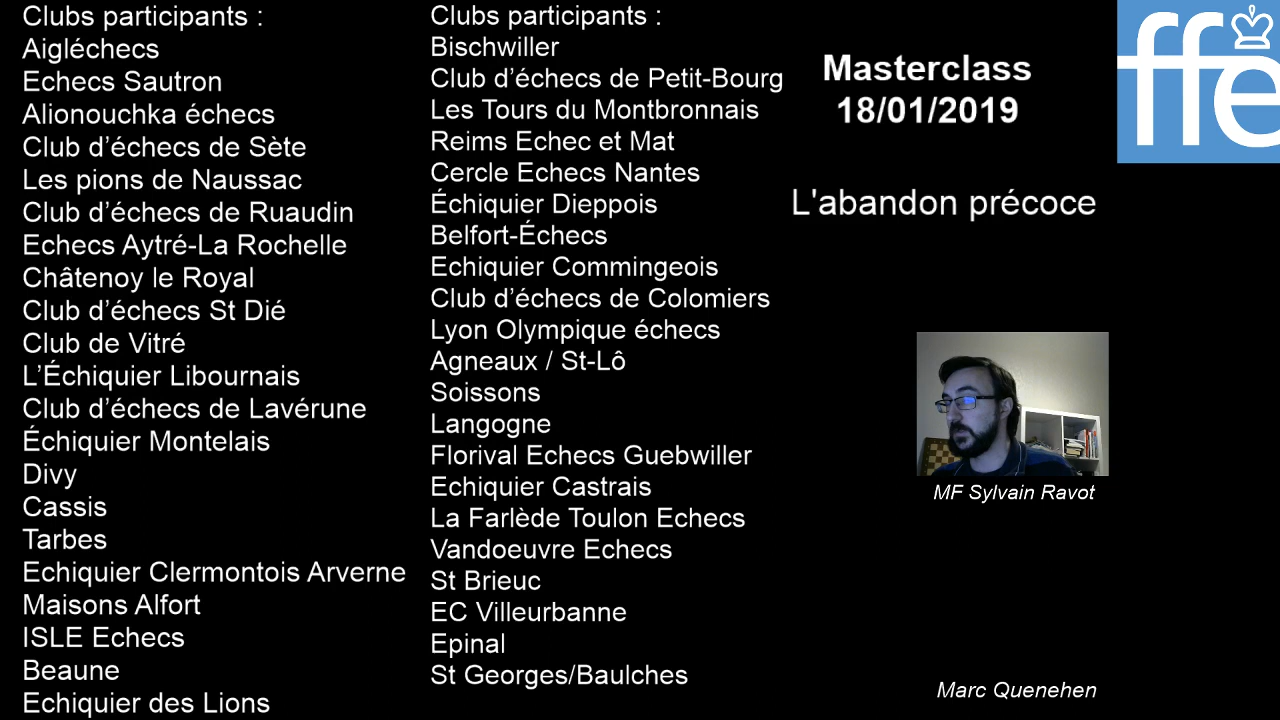 Clubs participants :
Aigléchecs
Echecs Sautron
Alionouchka échecs
Club d’échecs de Sète
Les pions de Naussac
Club d’échecs de Ruaudin
Echecs Aytré-La Rochelle
Châtenoy le Royal
Club d’échecs St Dié
Club de Vitré
L’Échiquier Libournais
Club d’échecs de Lavérune
Échiquier Montelais
Divy
Cassis
Tarbes
Echiquier Clermontois Arverne
Maisons Alfort
ISLE Echecs
Beaune
Echiquier des Lions
Clubs participants :
Bischwiller
Club d’échecs de Petit-Bourg
Les Tours du Montbronnais
Reims Echec et Mat
Cercle Echecs Nantes
Échiquier Dieppois
Belfort-Échecs
Echiquier Commingeois
Club d’échecs de Colomiers
Lyon Olympique échecs
Agneaux / St-Lô
Soissons
Langogne
Florival Echecs Guebwiller
Echiquier Castrais
La Farlède Toulon Echecs
Vandoeuvre Echecs
St Brieuc
EC Villeurbanne
Epinal
St Georges/Baulches
Masterclass
18/01/2019
L'abandon précoce
ffe
MF Sylvain Ravot
Marc Quenehen